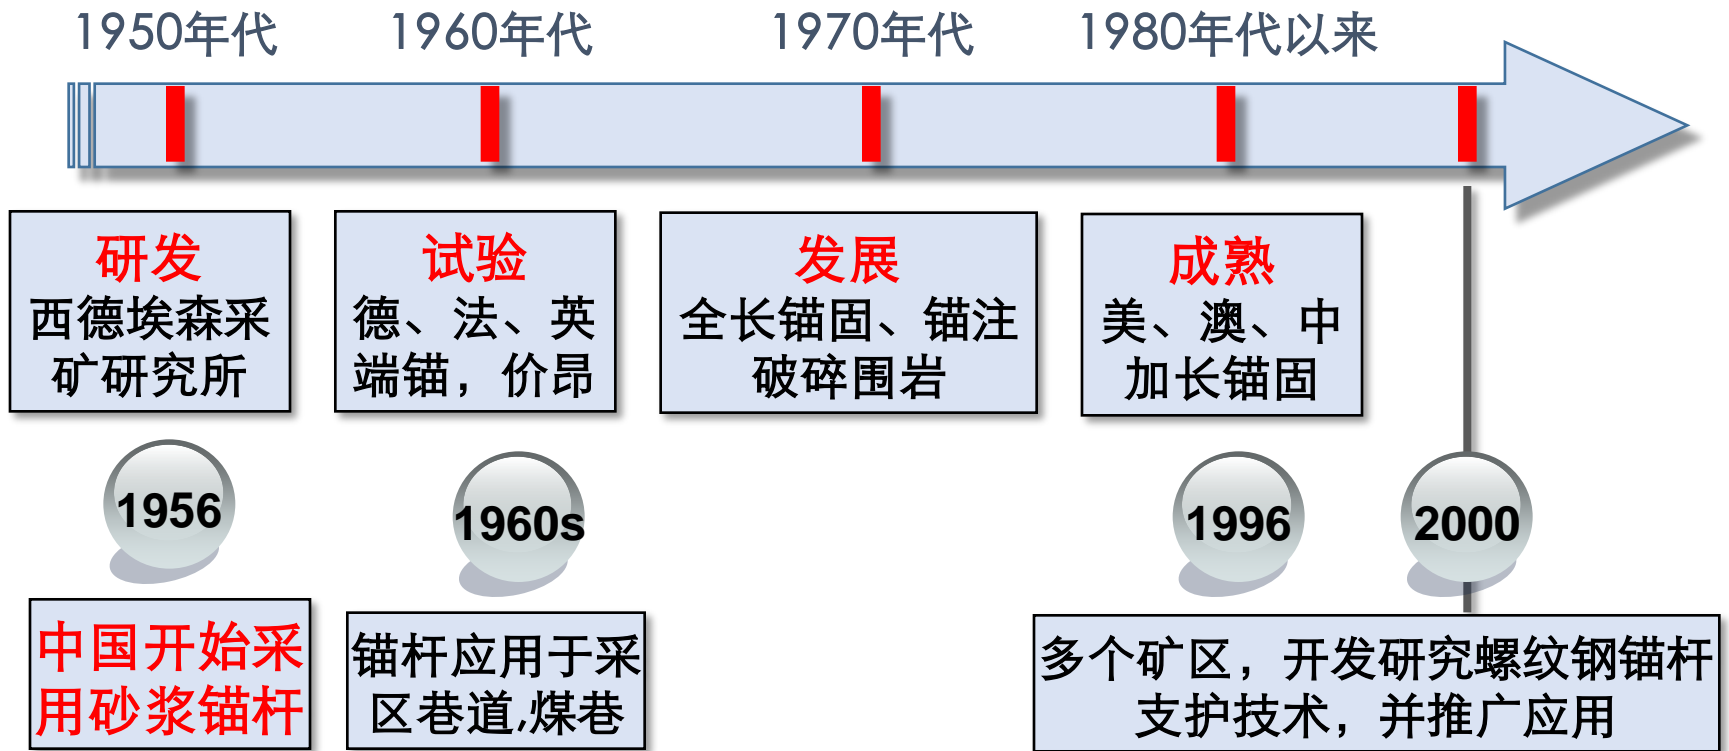 1950年代
1960年代
1970年代
1980年代以来
研发
西德埃森采
矿研究所
试验
德、法、英
端锚，价昂
发展
全长锚固、锚注
破碎围岩
成熟
美、澳、中
加长锚固
1956
1960s
1996
2000
中国开始采
用砂浆锚杆
锚杆应用于采
区巷道,煤巷
多个矿区，开发研究螺纹钢锚杆
支护技术，并推广应用